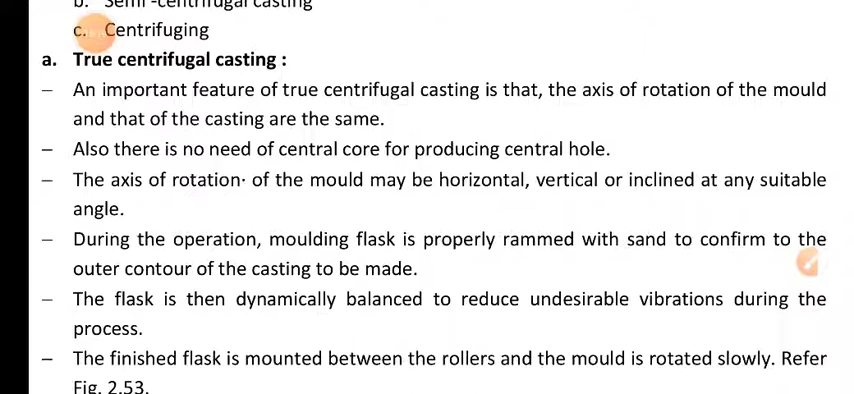 b. Semi -centrifugal casting
c. Centrifuging
a. True centrifugal casting :
– An important feature of true centrifugal casting is that, the axis of rotation of the mould
and that of the casting are the same.
– Also there is no need of central core for producing central hole.
– The axis of rotation· of the mould may be horizontal, vertical or inclined at any suitable
angle.
– During the operation, moulding flask is properly rammed with sand to confirm to the
outer contour of the casting to be made.
– The flask is then dynamically balanced to reduce undesirable vibrations during the
process.
– The finished flask is mounted between the rollers and the mould is rotated slowly. Refer
Fig. 2.53.